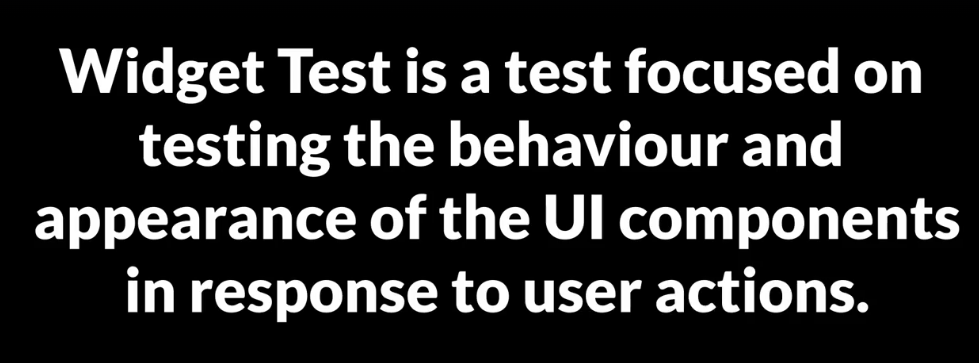 Widget Test is a test focused on
testing the behaviour and
appearance of the UI components
in response to user actions.